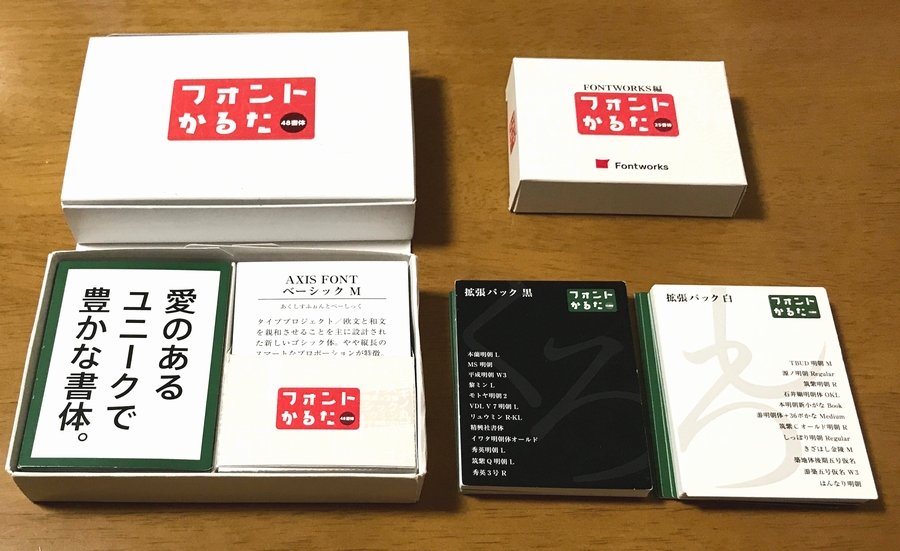 フォント
かるた
48書体
FONTWORKS編
フォント
かるた
25書体
Fontworks
愛のある
ユニークで
豊かな書体。
AXIS FONT
ベーシック M
あくしすふぉんとべーしっく
タイププロジェクト／欧文と和文
を親和させることを主に設計され
た新しいゴシック体。やや縦長の
スマートなプロポーションが特徴。
フォント
かるた
48書体
拡張パック 黒
フォント
かるた
くろ
本蘭明朝 L
MS 明朝
平成明朝 W3
黎ミン L
モトヤ明朝 2
VDL V 7 明朝 L
リュウミン R-KL
精興社書体
イワタ明朝体オールド
秀英明朝 L
筑紫 Q 明朝 L
秀英 3 号 R
拡張パック 白
フォント
かるた
TBUD 明朝 M
源ノ明朝 Regular
筑紫明朝 R
石井細明朝体 OKL
本明朝新小がな Book
游明朝体+36ポかな Medium
筑紫 C オールド明朝 R
しっぽり明朝 Regular
きざはし金陵 M
築地体後期五号仮名
游築五号仮名 W3
はんなり明朝